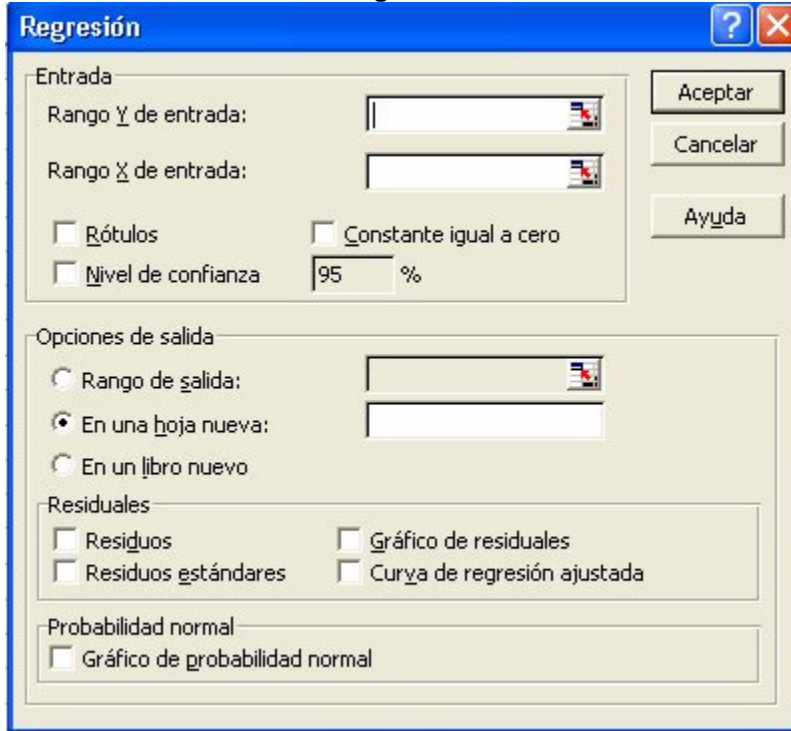 Regresión
Entrada
Rango Y de entrada:
Rango X de entrada:
Rótulos
Constante igual a cero
Nivel de confianza
95 %
Aceptar
Cancelar
Ayuda
Opciones de salida
Rango de salida:
En una hoja nueva:
En un libro nuevo
Residuales
Residuos
Gráfico de residuales
Residuos estándares
Curva de regresión ajustada
Probabilidad normal
Gráfico de probabilidad normal